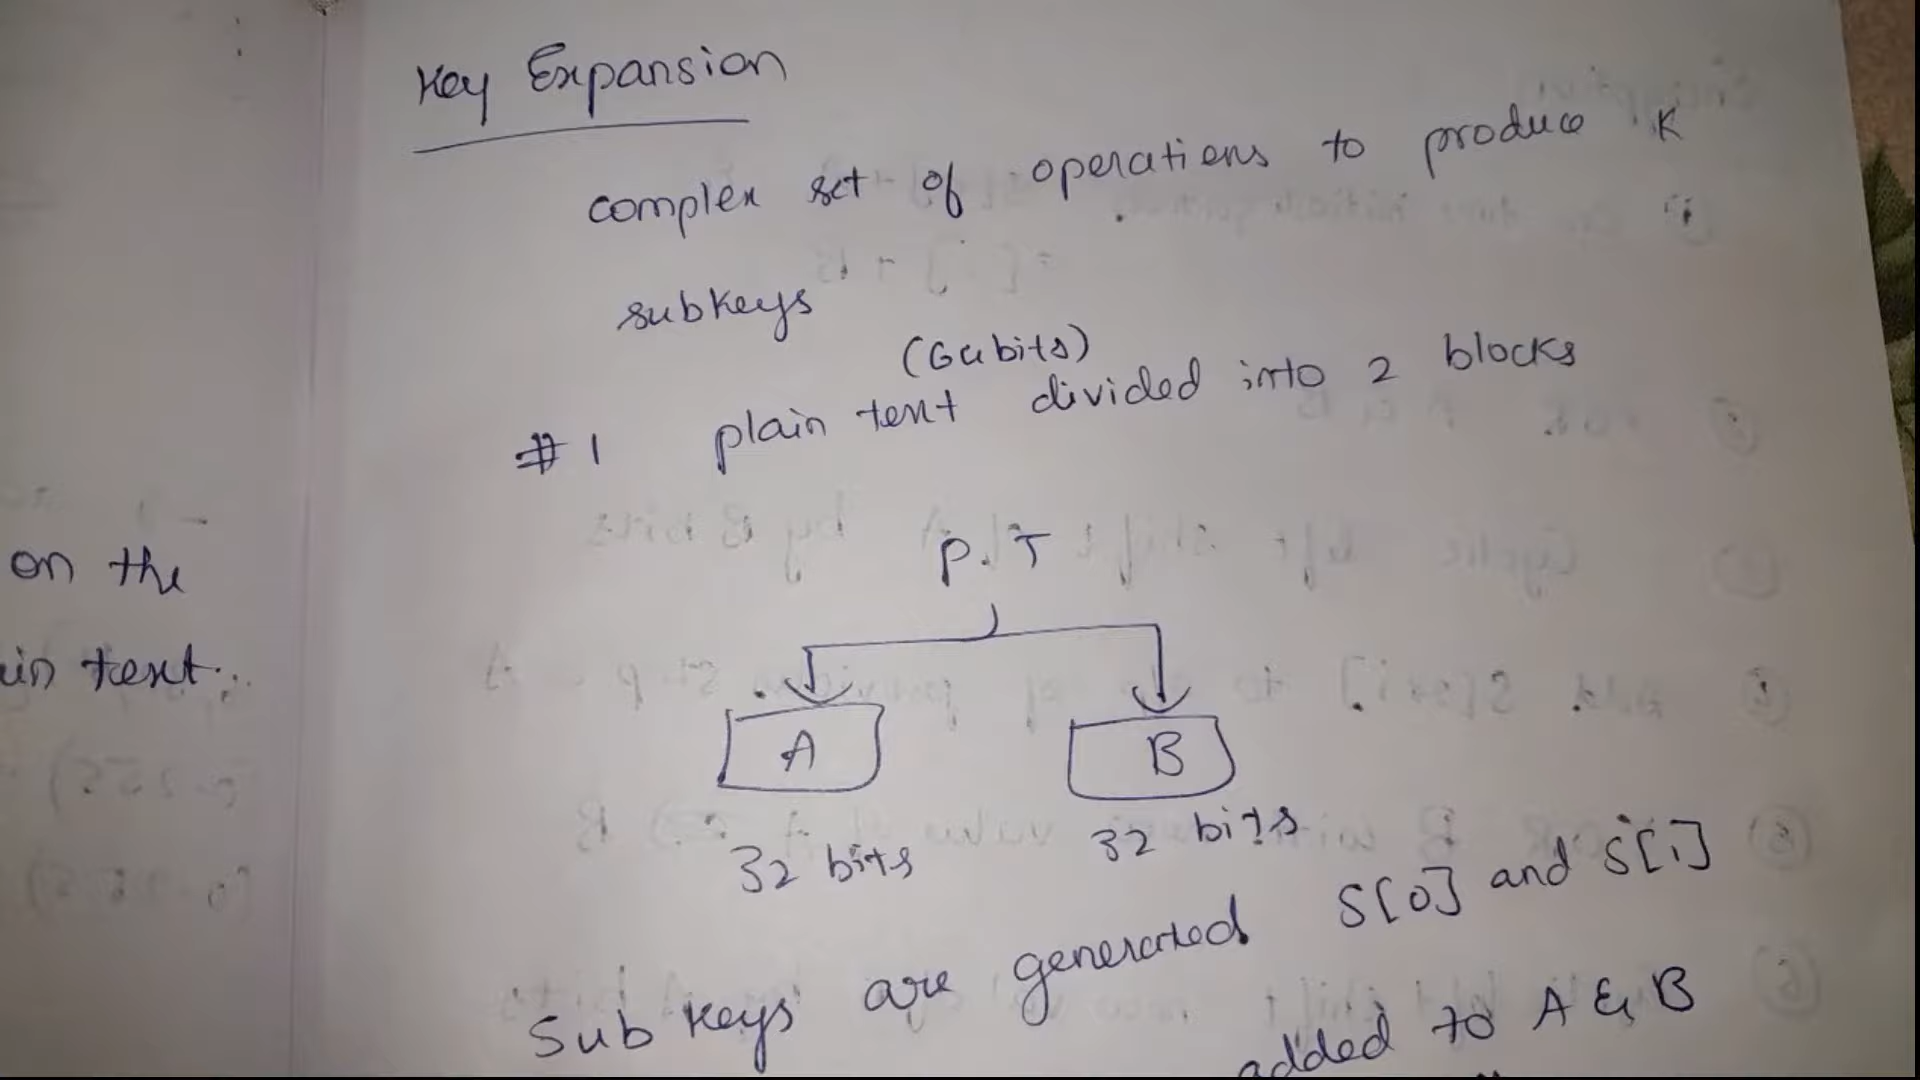 Key Expansion
complex set of operations to produce K
subkeys
(64 bits)
#1 plain text divided into 2 blocks
P.T
A B
32 bits 32 bits
Sub keys are generated S[0] and S[1]
added to A & B
on the
text.